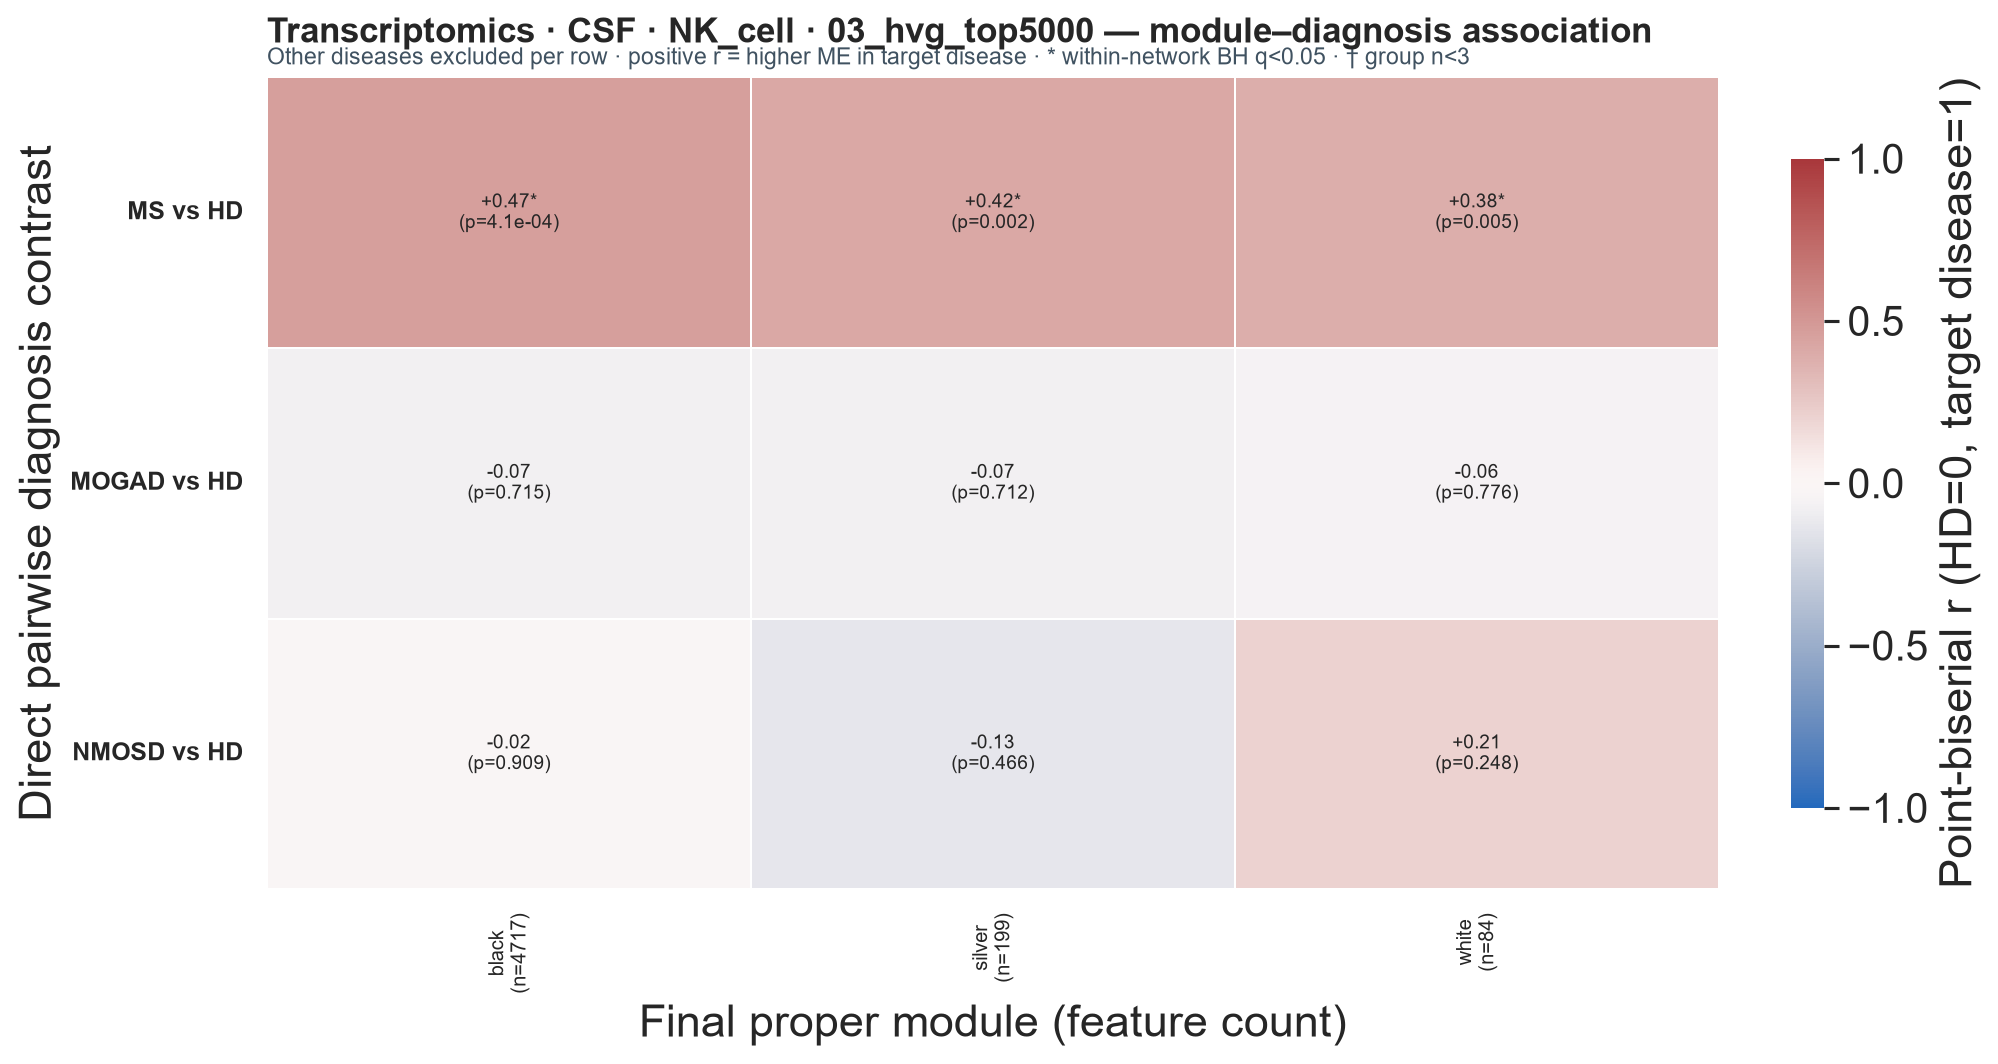 Transcriptomics · CSF · NK_cell · 03_hvg_top5000 — module–diagnosis association
Other diseases excluded per row · positive r = higher ME in target disease · * within-network BH q<0.05 · † group n<3
Direct pairwise diagnosis contrast
MS vs HD
+0.47*
(p=4.1e-04)
+0.42*
(p=0.002)
+0.38*
(p=0.005)
MOGAD vs HD
-0.07
(p=0.715)
-0.07
(p=0.712)
-0.06
(p=0.776)
NMOSD vs HD
-0.02
(p=0.909)
-0.13
(p=0.466)
+0.21
(p=0.248)
black
(n=4717)
silver
(n=199)
white
(n=84)
Final proper module (feature count)
1.0
0.5
0.0
−0.5
−1.0
Point-biserial r (HD=0, target disease=1)